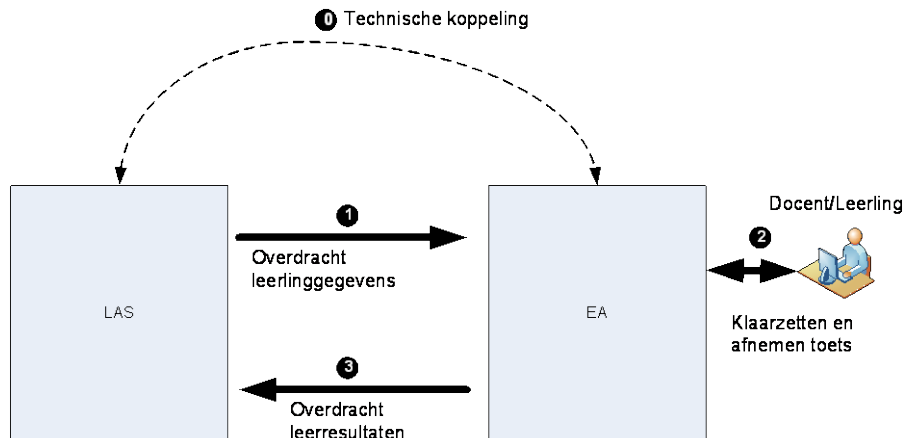 0 Technische koppeling
1
Overdracht
leerlinggegevens
Docent/Leerling
2
LAS
EA
Klaarzetten en
afnemen toets
3
Overdracht
leerresultaten